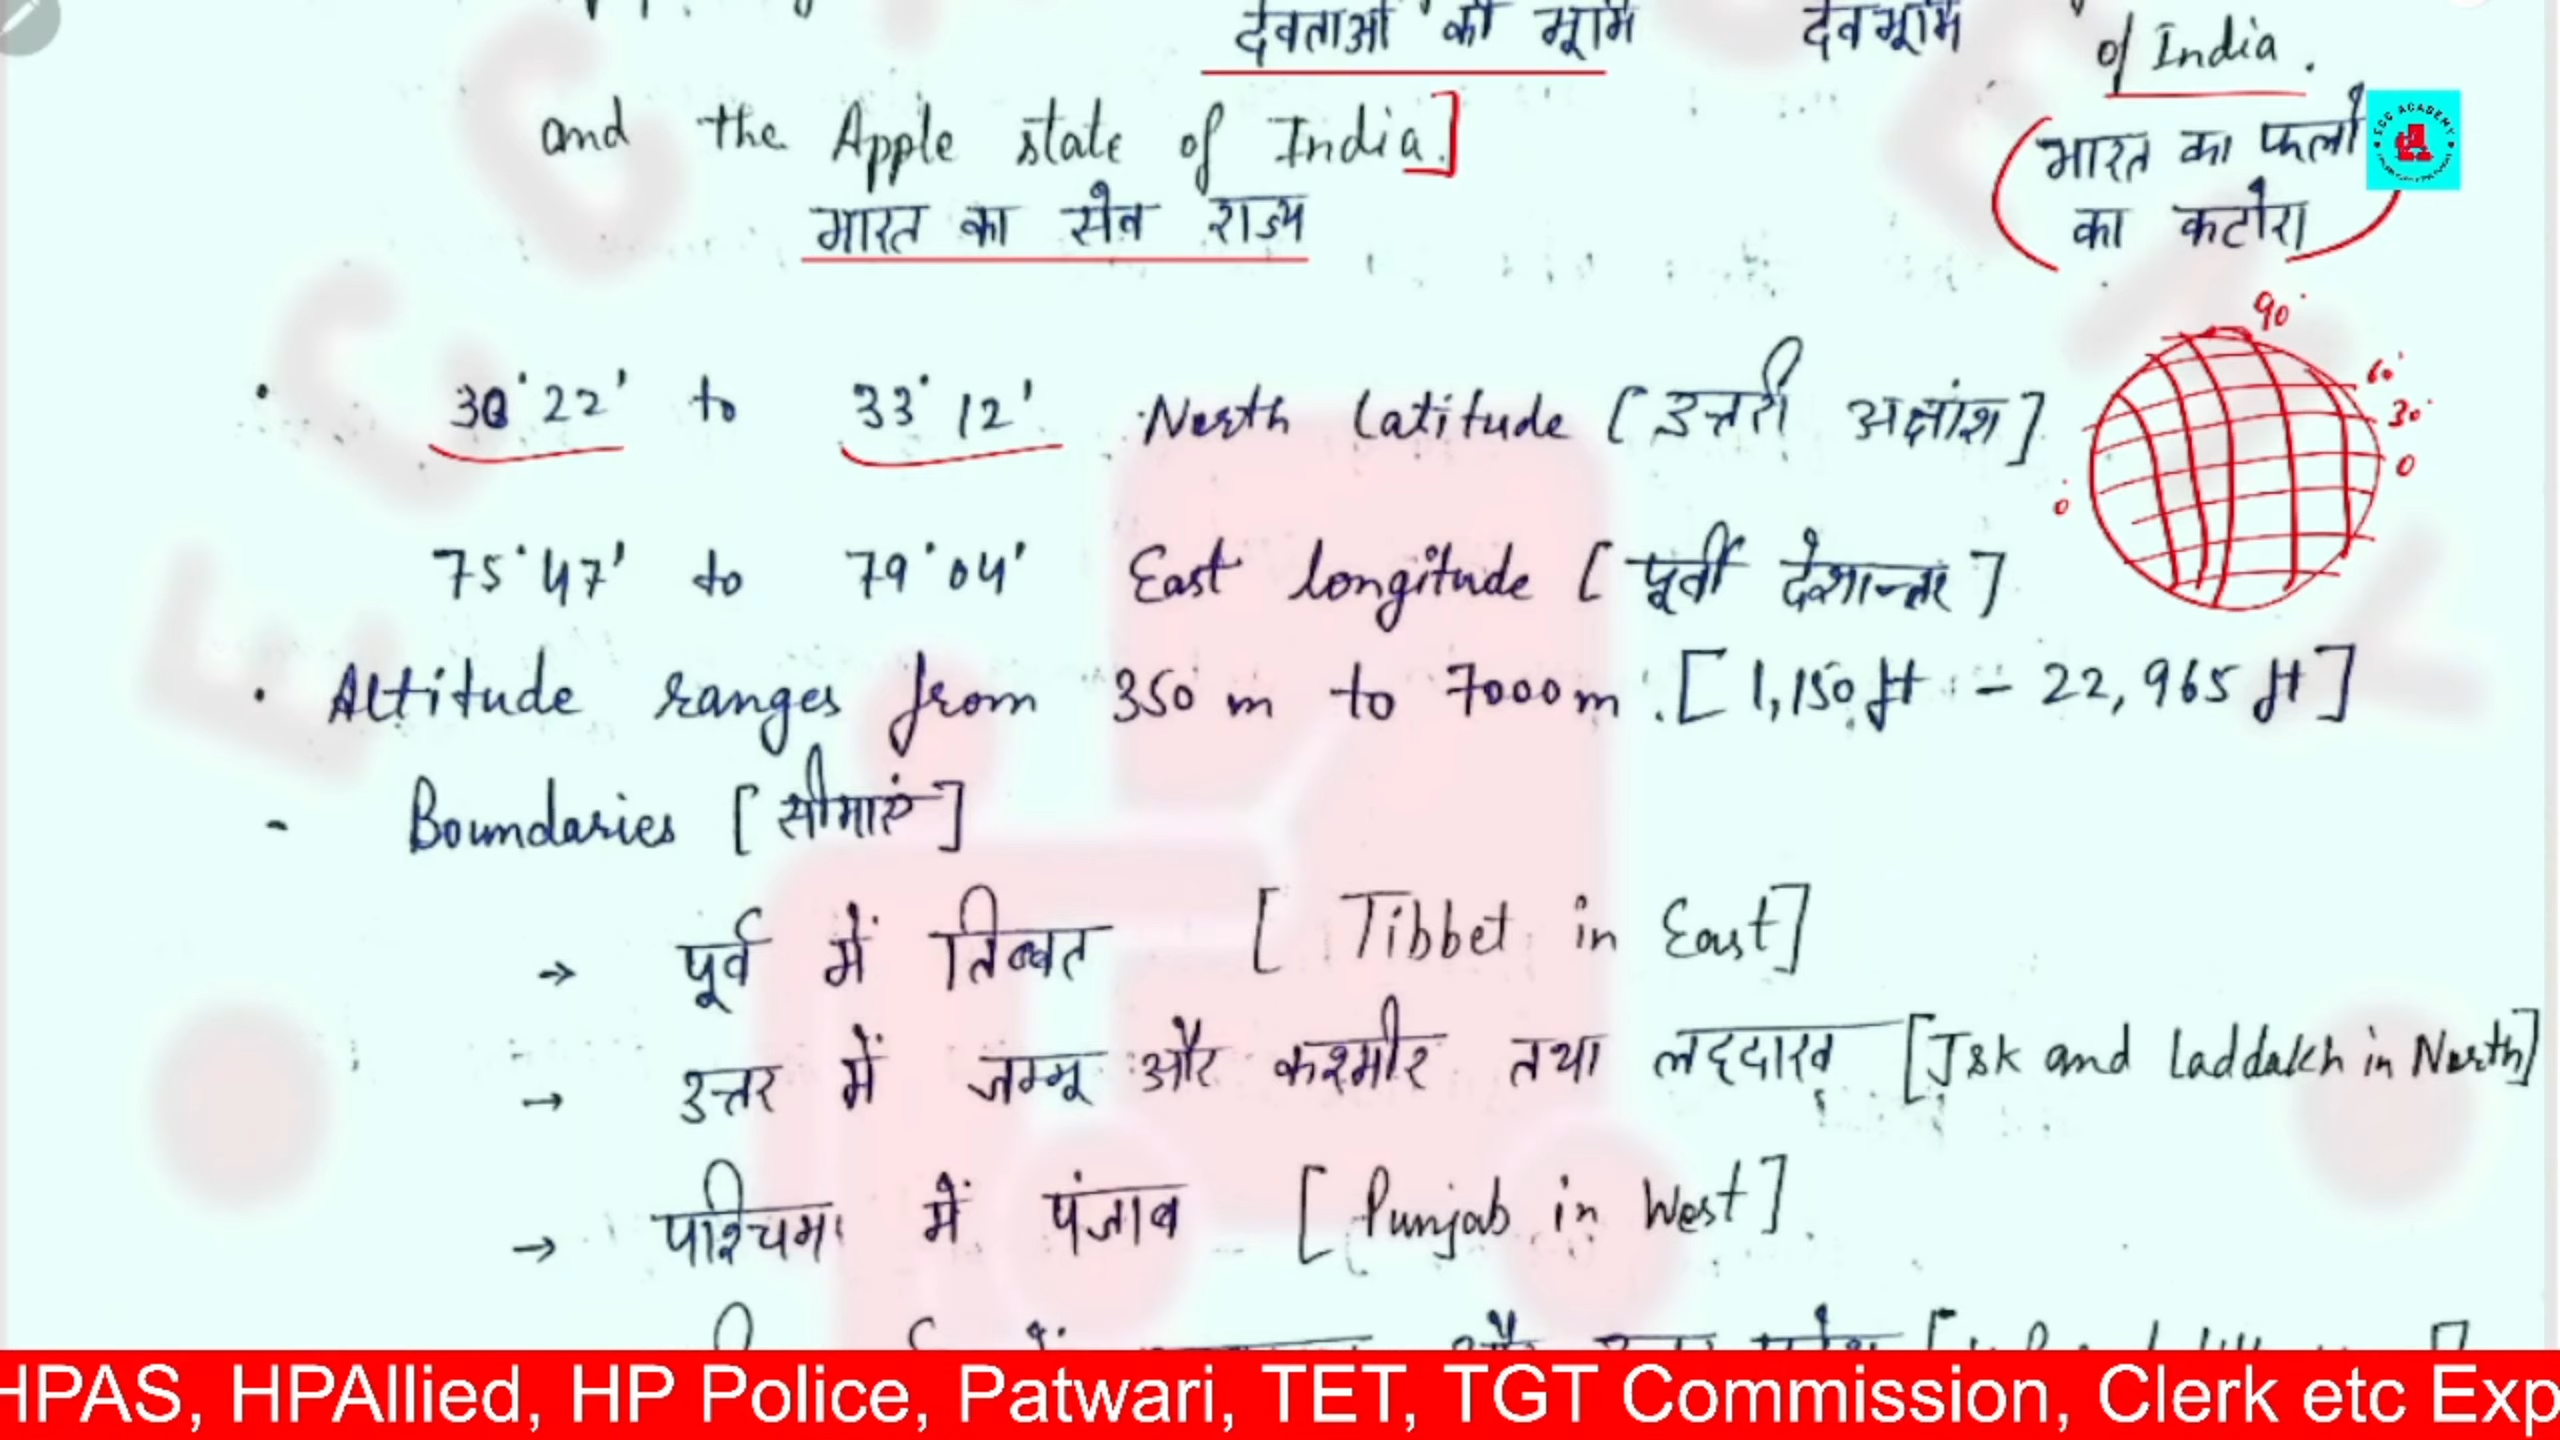 देवताओं की भूमि देवभूमि of India.
and the Apple state of India]
भारत का सेब राज्य
(भारत का फलों
का कटोरा)
ECC ACADEMY
90°
60°
30°
0
0°
30°22' to 33°12' North Latitude [उत्तरी अक्षांश]
75°47' to 79°04' East longitude [पूर्वी देशान्तर]
· Altitude ranges from 350 m to 7000 m. [1,150 ft - 22,965 ft]
- Boundaries [सीमाएं]
→ पूर्व में तिब्बत [Tibbet in East]
→ उत्तर में जम्मू और कश्मीर तथा लद्दाख [J&K and Laddakh in North]
→ पश्चिम में पंजाब [Punjab in West]
HPAS, HPAllied, HP Police, Patwari, TET, TGT Commission, Clerk etc Exp